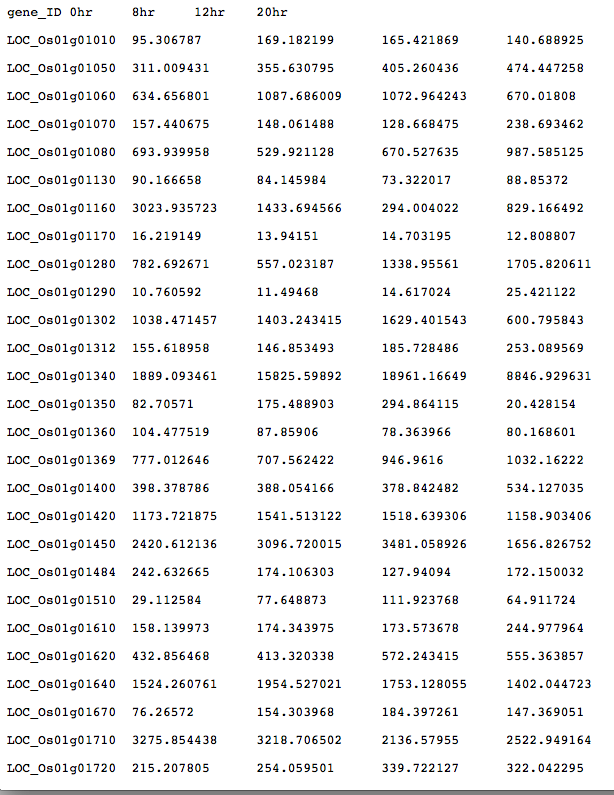 gene_ID 0hr 8hr 12hr 20hr
LOC_Os01g01010 95.306787 169.182199 165.421869 140.688925
LOC_Os01g01050 311.009431 355.630795 405.260436 474.447258
LOC_Os01g01060 634.656801 1087.686009 1072.964243 670.01808
LOC_Os01g01070 157.440675 148.061488 128.668475 238.693462
LOC_Os01g01080 693.939958 529.921128 670.527635 987.585125
LOC_Os01g01130 90.166658 84.145984 73.322017 88.85372
LOC_Os01g01160 3023.935723 1433.694566 294.004022 829.166492
LOC_Os01g01170 16.219149 13.94151 14.703195 12.808807
LOC_Os01g01280 782.692671 557.023187 1338.95561 1705.820611
LOC_Os01g01290 10.760592 11.49468 14.617024 25.421122
LOC_Os01g01302 1038.471457 1403.243415 1629.401543 600.795843
LOC_Os01g01312 155.618958 146.853493 185.728486 253.089569
LOC_Os01g01340 1889.093461 15825.59892 18961.16649 8846.929631
LOC_Os01g01350 82.70571 175.488903 294.864115 20.428154
LOC_Os01g01360 104.477519 87.85906 78.363966 80.168601
LOC_Os01g01369 777.012646 707.562422 946.9616 1032.16222
LOC_Os01g01400 398.378786 388.054166 378.842482 534.127035
LOC_Os01g01420 1173.721875 1541.513122 1518.639306 1158.903406
LOC_Os01g01450 2420.612136 3096.720015 3481.058926 1656.826752
LOC_Os01g01484 242.632665 174.106303 127.94094 172.150032
LOC_Os01g01510 29.112584 77.648873 111.923768 64.911724
LOC_Os01g01610 158.139973 174.343975 173.573678 244.977964
LOC_Os01g01620 432.856468 413.320338 572.243415 555.363857
LOC_Os01g01640 1524.260761 1954.527021 1753.128055 1402.044723
LOC_Os01g01670 76.26572 154.303968 184.397261 147.369051
LOC_Os01g01710 3275.854438 3218.706502 2136.57955 2522.949164
LOC_Os01g01720 215.207805 254.059501 339.722127 322.042295